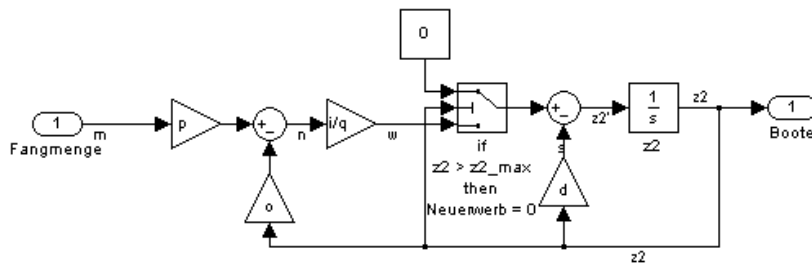 0
1
Fangmenge
m
p
+
-
n
i/q
w
o
if
z2 > z2_max
then
Neuerwerb = 0
+
-
s
d
z2'
1
s
z2
z2
1
Boote
z2